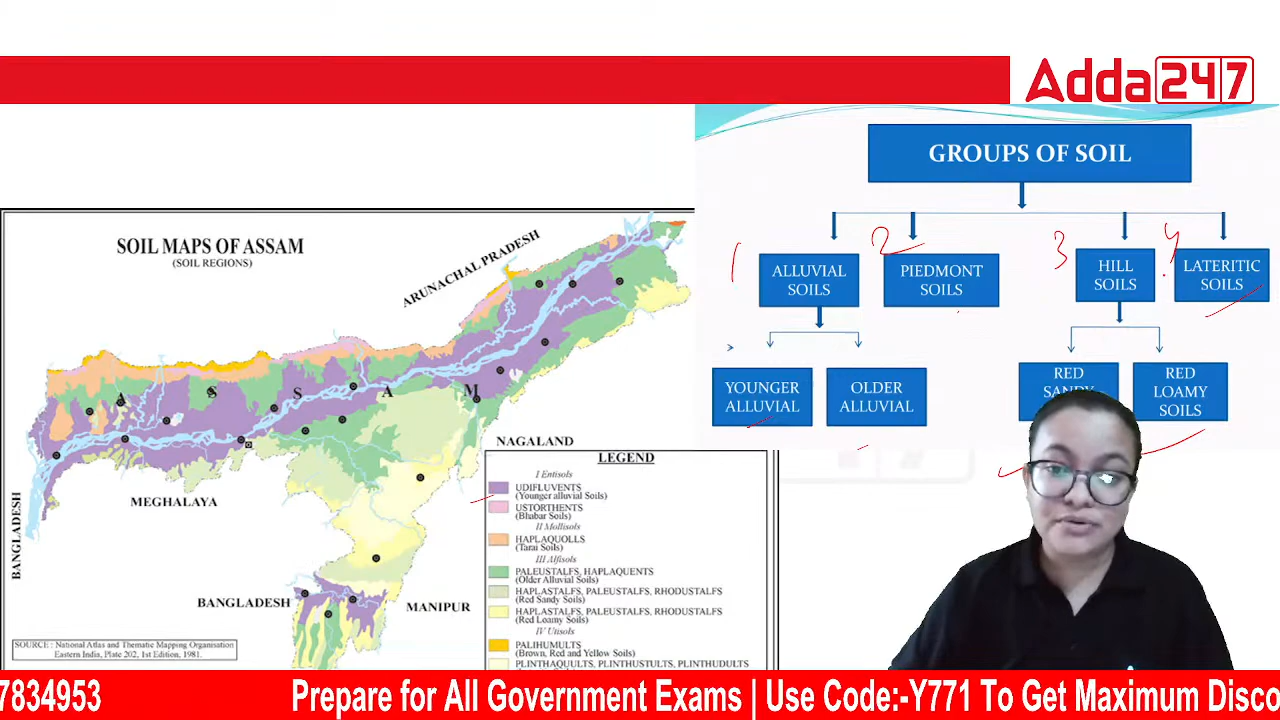 Adda247
GROUPS OF SOIL
1
2
3
4
ALLUVIAL
SOILS
PIEDMONT
SOILS
HILL
SOILS
LATERITIC
SOILS
YOUNGER
ALLUVIAL
OLDER
ALLUVIAL
RED
SANDY
RED
LOAMY
SOILS
SOIL MAPS OF ASSAM
(SOIL REGIONS)
ARUNACHAL PRADESH
A S S A M
NAGALAND
MEGHALAYA
BANGLADESH
BANGLADESH
MANIPUR
SOURCE : National Atlas and Thematic Mapping Organisation
Eastern India, Plate 202, 1st Edition, 1981.
LEGEND
I Entisols
UDIFLUVENTS
(Younger alluvial Soils)
USTORTHENTS
(Bhabar Soils)
II Mollisols
HAPLAQUOLLS
(Tarai Soils)
III Alfisols
PALEUSTALFS, HAPLAQUENTS
(Older Alluvial Soils)
HAPLASTALFS, PALEUSTALFS, RHODUSTALFS
(Red Sandy Soils)
HAPLASTALFS, PALEUSTALFS, RHODUSTALFS
(Red Loamy Soils)
IV Utisols
PALIHUMULTS
(Brown, Red and Yellow Soils)
PLINTHAQUULTS, PLINTHUSTULTS, PLINTHUDULTS
7834953 Prepare for All Government Exams | Use Code:-Y771 To Get Maximum Disco